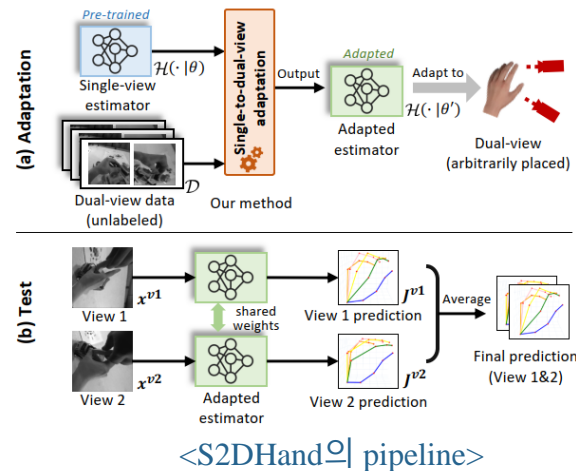 (a) Adaptation
Pre-trained
Single-view
estimator
ℋ(· |θ)
Dual-view data
(unlabeled)
𝒟
Single-to-dual-view
adaptation
Our method
Output
Adapted
Adapted
estimator
Adapt to
ℋ(· |θ′)
Dual-view
(arbitrarily placed)
(b) Test
View 1
x^{v1}
shared
weights
View 1 prediction
J^{v1}
View 2
x^{v2}
Adapted
estimator
View 2 prediction
J^{v2}
Average
Final prediction
(View 1&2)
<S2DHand의 pipeline>